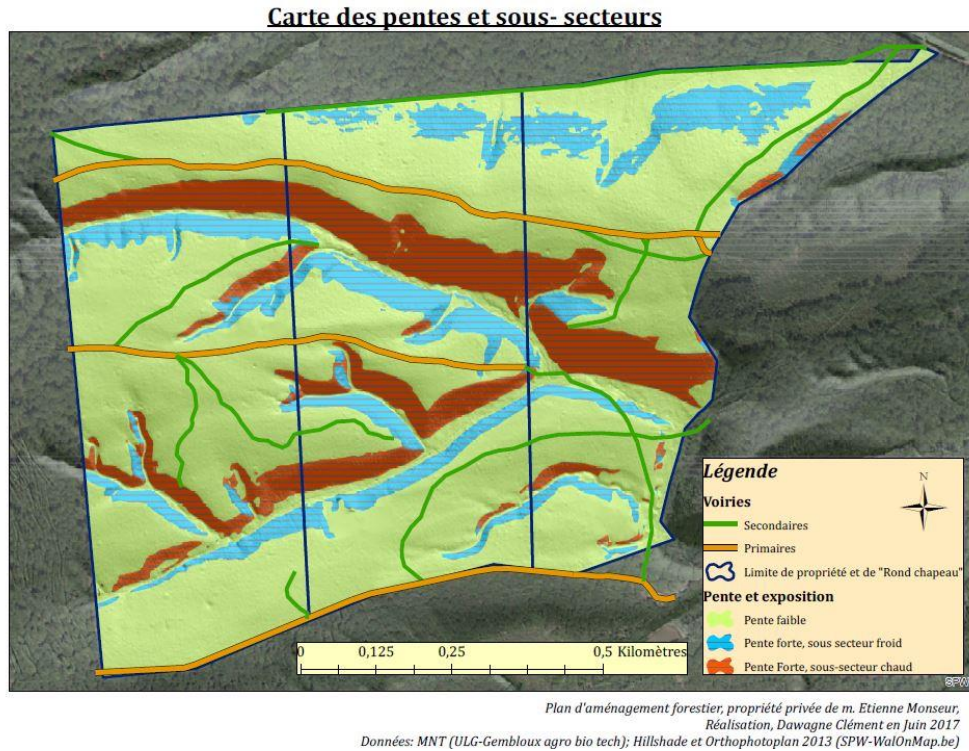 Carte des pentes et sous- secteurs
Légende
N
Voiries
Secondaires
Primaires
Limite de propriété et de "Rond chapeau"
Pente et exposition
Pente faible
Pente forte, sous secteur froid
Pente Forte, sous-secteur chaud
0 0,125 0,25 0,5 Kilomètres
SPW
Plan d'aménagement forestier, propriété privée de m. Etienne Monseur,
Réalisation, Dawagne Clément en Juin 2017
Données: MNT (ULG-Gembloux agro bio tech); Hillshade et Orthophotoplan 2013 (SPW-WalOnMap.be)